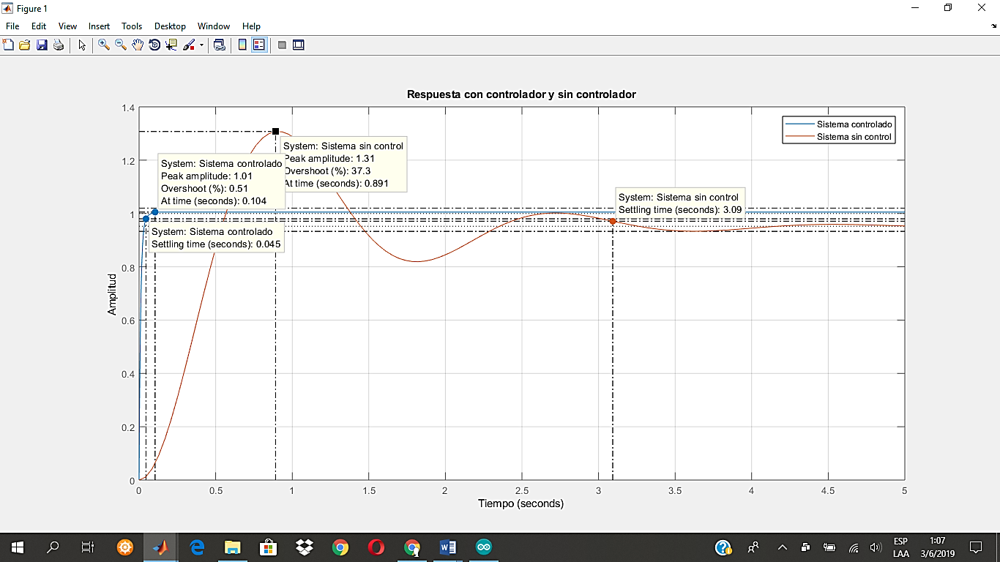 Figure 1
File Edit View Insert Tools Desktop Window Help
Respuesta con controlador y sin controlador
Sistema controlado
Sistema sin control
System: Sistema sin control
Peak amplitude: 1.31
Overshoot (%): 37.3
At time (seconds): 0.891
System: Sistema controlado
Peak amplitude: 1.01
Overshoot (%): 0.51
At time (seconds): 0.104
System: Sistema sin control
Settling time (seconds): 3.09
System: Sistema controlado
Settling time (seconds): 0.045
1.4
1.2
1
0.8
0.6
0.4
0.2
0
Amplitud
0 0.5 1 1.5 2 2.5 3 3.5 4 4.5 5
Tiempo (seconds)
ESP
LAA
1:07
3/6/2019